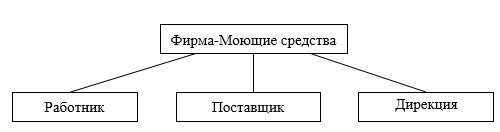 Фирма-Моющие средства
Работник
Поставщик
Дирекция